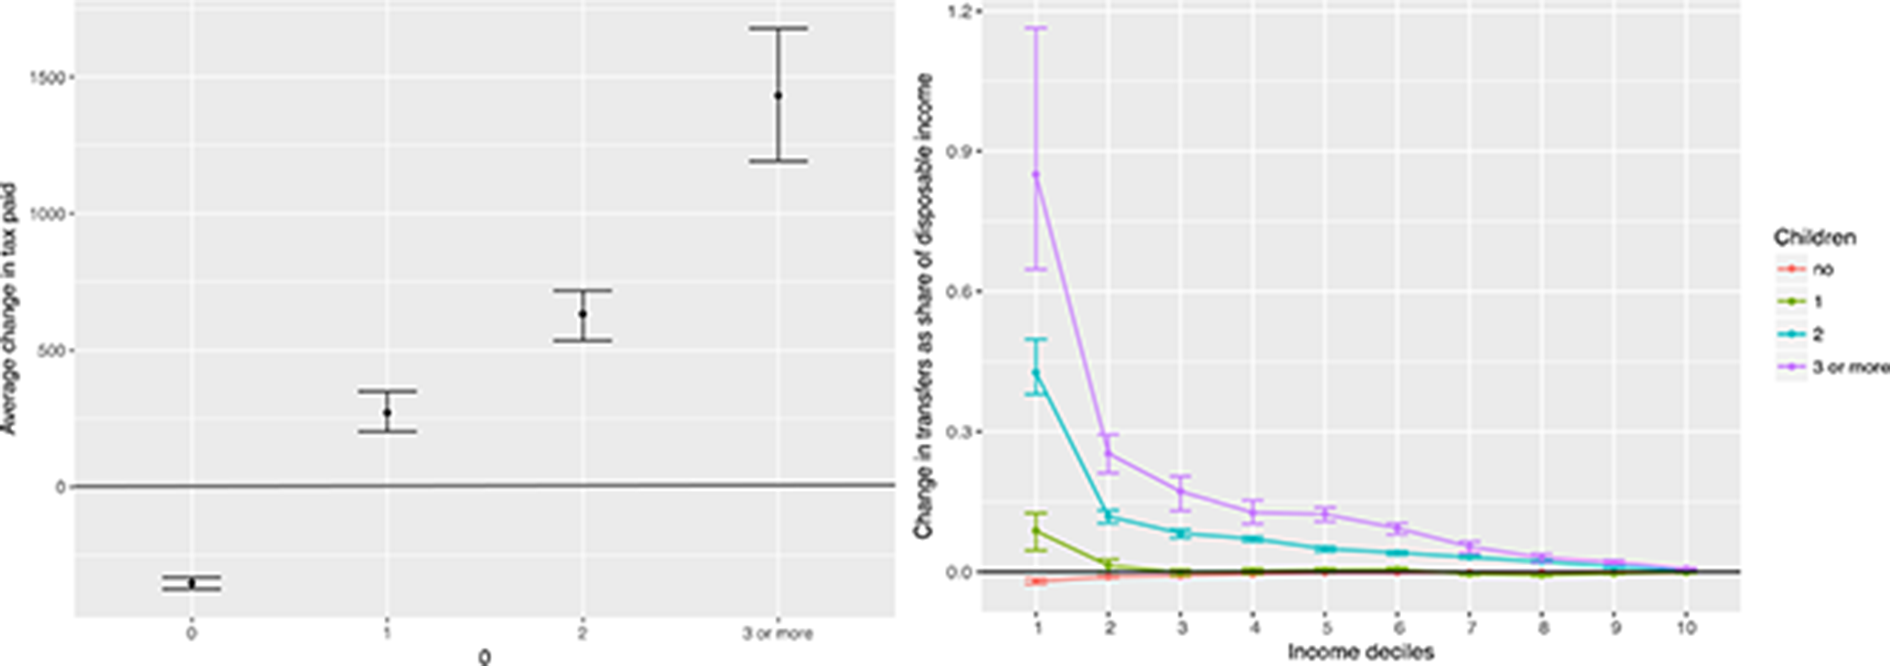 Average change in tax paid
1500
1000
500
0
0 1 2 3 or more
0
Change in transfers as share of disposable income
1.2
0.9
0.6
0.3
0.0
1 2 3 4 5 6 7 8 9 10
Income deciles
Children
no
1
2
3 or more